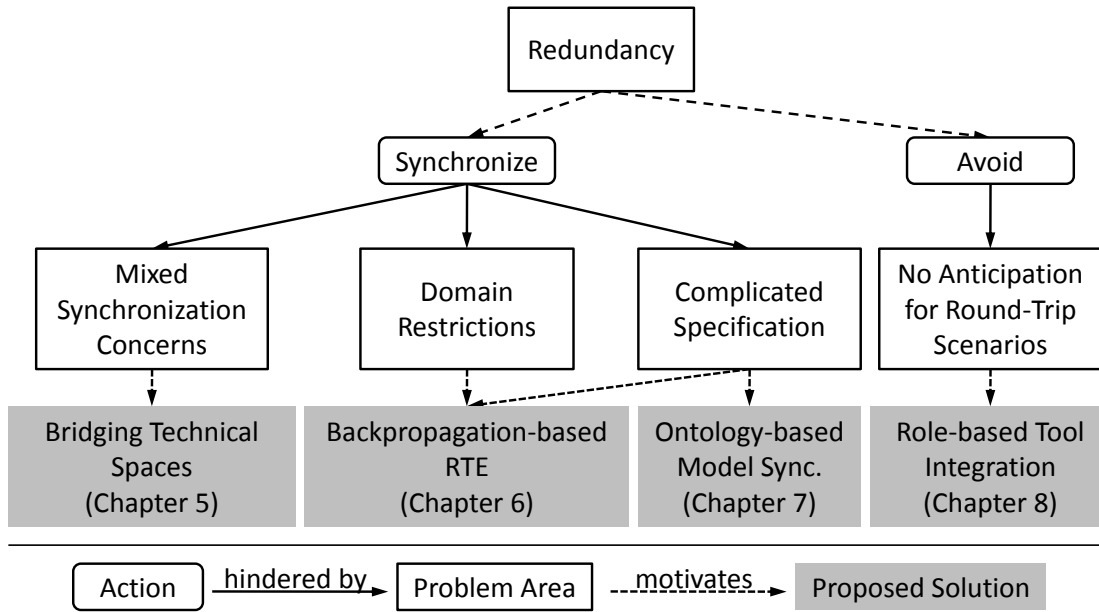 Redundancy
Synchronize
Avoid
Mixed
Synchronization
Concerns
Domain
Restrictions
Complicated
Specification
No Anticipation
for Round-Trip
Scenarios
Bridging Technical
Spaces
(Chapter 5)
Backpropagation-based
RTE
(Chapter 6)
Ontology-based
Model Sync.
(Chapter 7)
Role-based Tool
Integration
(Chapter 8)
Action
hindered by
Problem Area
motivates
Proposed Solution